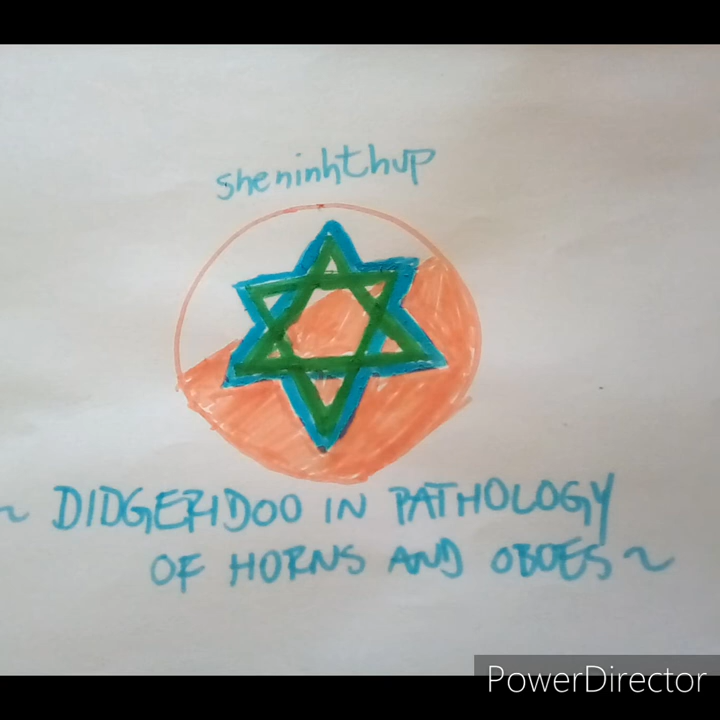 sheninhthup
~ DIDGERIDOO IN PATHOLOGY
OF HORNS AND OBOES ~
PowerDirector